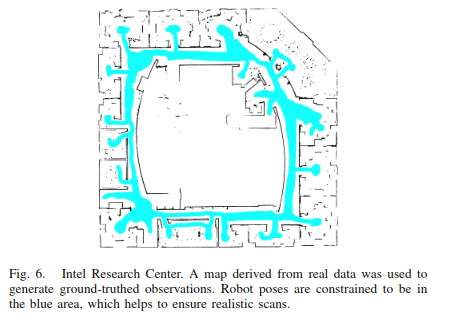 Fig. 6. Intel Research Center. A map derived from real data was used to
generate ground-truthed observations. Robot poses are constrained to be in
the blue area, which helps to ensure realistic scans.